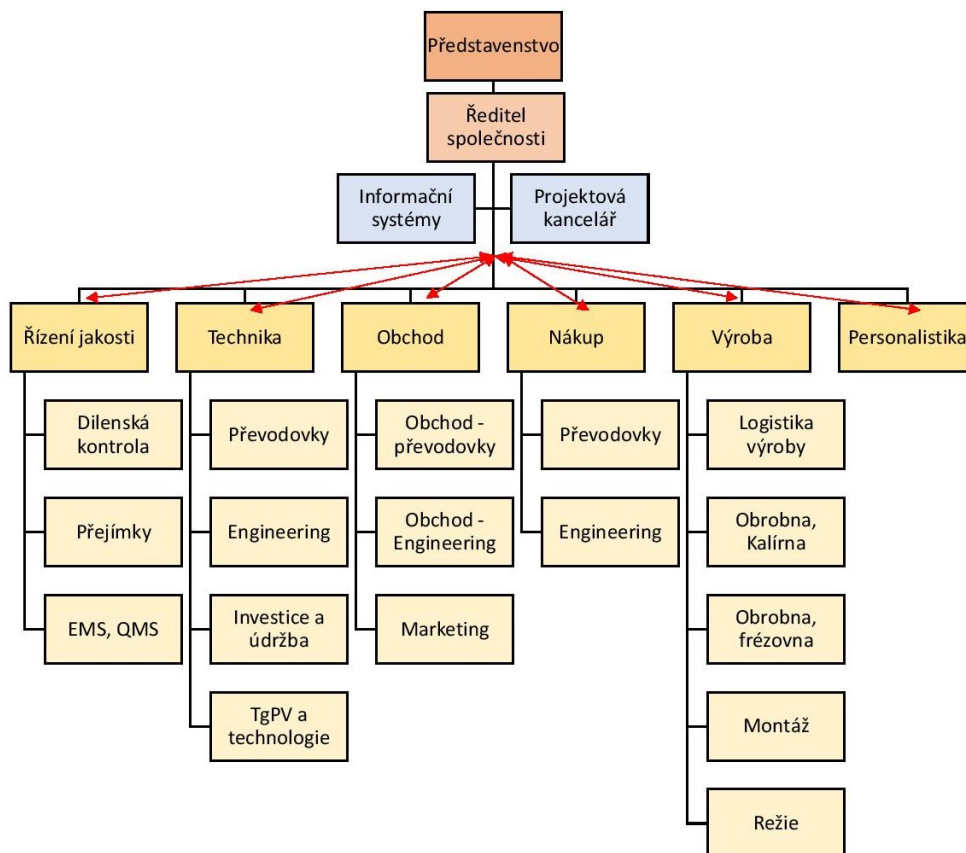 Představenstvo
Ředitel
společnosti
Informační
systémy
Projektová
kancelář
Řízení jakosti
Technika
Obchod
Nákup
Výroba
Personalistika
Dilenská
kontrola
Převodovky
Obchod -
převodovky
Převodovky
Logistika
výroby
Přejímky
Engineering
Obchod -
Engineering
Engineering
Obrobna,
Kalírna
EMS, QMS
Investice a
údržba
Marketing
Obrobna,
frézovna
TgPV a
technologie
Montáž
Režie